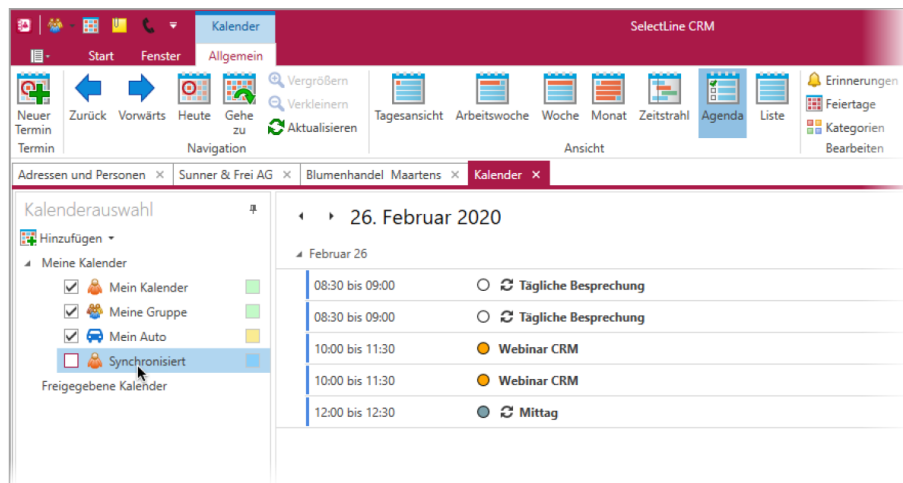 Kalender
SelectLine CRM
Start Fenster Allgemein
Neuer Termin
Zurück
Vorwärts
Heute
Gehe zu
Vergrößern
Verkleinern
Aktualisieren
Tagesansicht
Arbeitswoche
Woche
Monat
Zeitstrahl
Agenda
Liste
Erinnerungen
Feiertage
Kategorien
Termin
Navigation
Ansicht
Bearbeiten
Adressen und Personen × Sunner & Frei AG × Blumenhandel Maartens × Kalender ×
Kalenderauswahl
Hinzufügen
Meine Kalender
Mein Kalender
Meine Gruppe
Mein Auto
Synchronisiert
Freigegebene Kalender
26. Februar 2020
Februar 26
08:30 bis 09:00 Tägliche Besprechung
08:30 bis 09:00 Tägliche Besprechung
10:00 bis 11:30 Webinar CRM
10:00 bis 11:30 Webinar CRM
12:00 bis 12:30 Mittag